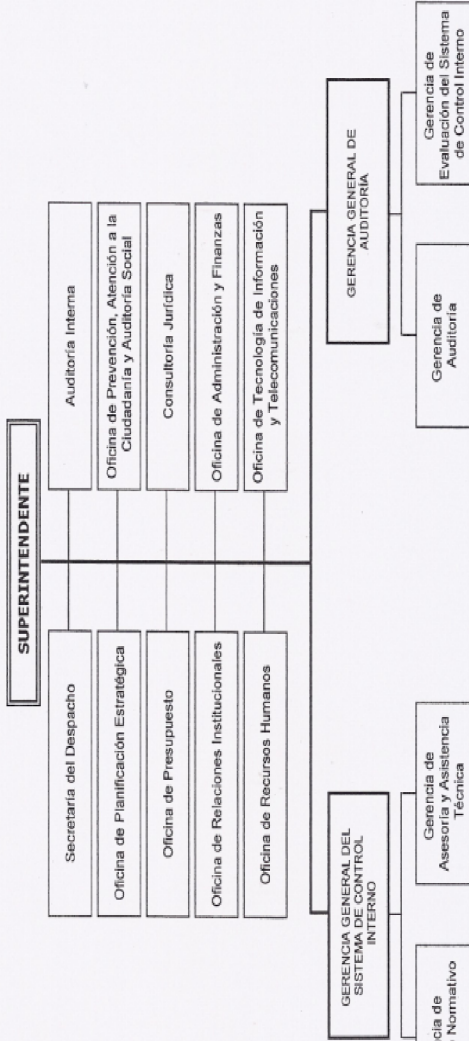 SUPERINTENDENTE
Secretaria del Despacho
Auditoría Interna
Oficina de Planificación Estratégica
Oficina de Prevención, Atención a la
Ciudadanía y Auditoría Social
Oficina de Presupuesto
Consultoría Jurídica
Oficina de Relaciones Institucionales
Oficina de Administración y Finanzas
Oficina de Recursos Humanos
Oficina de Tecnología de Información
y Telecomunicaciones
GERENCIA GENERAL DEL
SISTEMA DE CONTROL
INTERNO
GERENCIA GENERAL DE
AUDITORÍA
cia de
Normativo
Gerencia de
Asesoría y Asistencia
Técnica
Gerencia de
Auditoría
Gerencia de
Evaluación del Sistema
de Control Interno